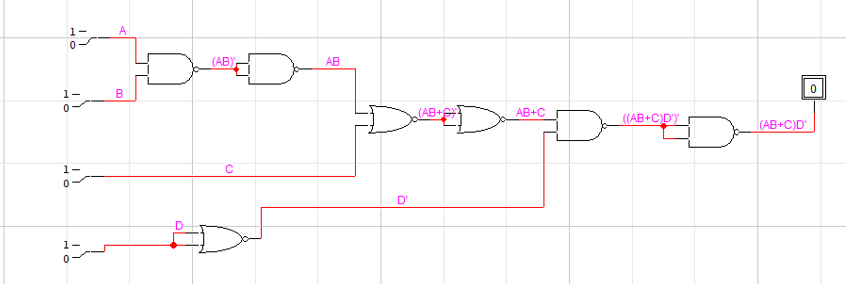 1
A
0
(AB)'
AB
1
B
0
0
(AB+C)'
AB+C
((AB+C)D')'
(AB+C)D'
1
C
0
D'
D
1
0